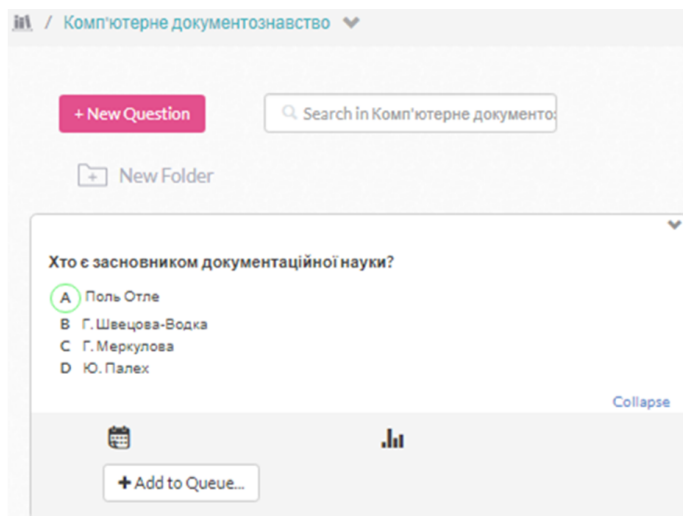 / Комп'ютерне документознавство
+ New Question
Search in Комп'ютерне документо
New Folder
Хто є засновником документаційної науки?
A Поль Отле
B Г. Швецова-Водка
C Г. Меркулова
D Ю. Палех
Collapse
+ Add to Queue...